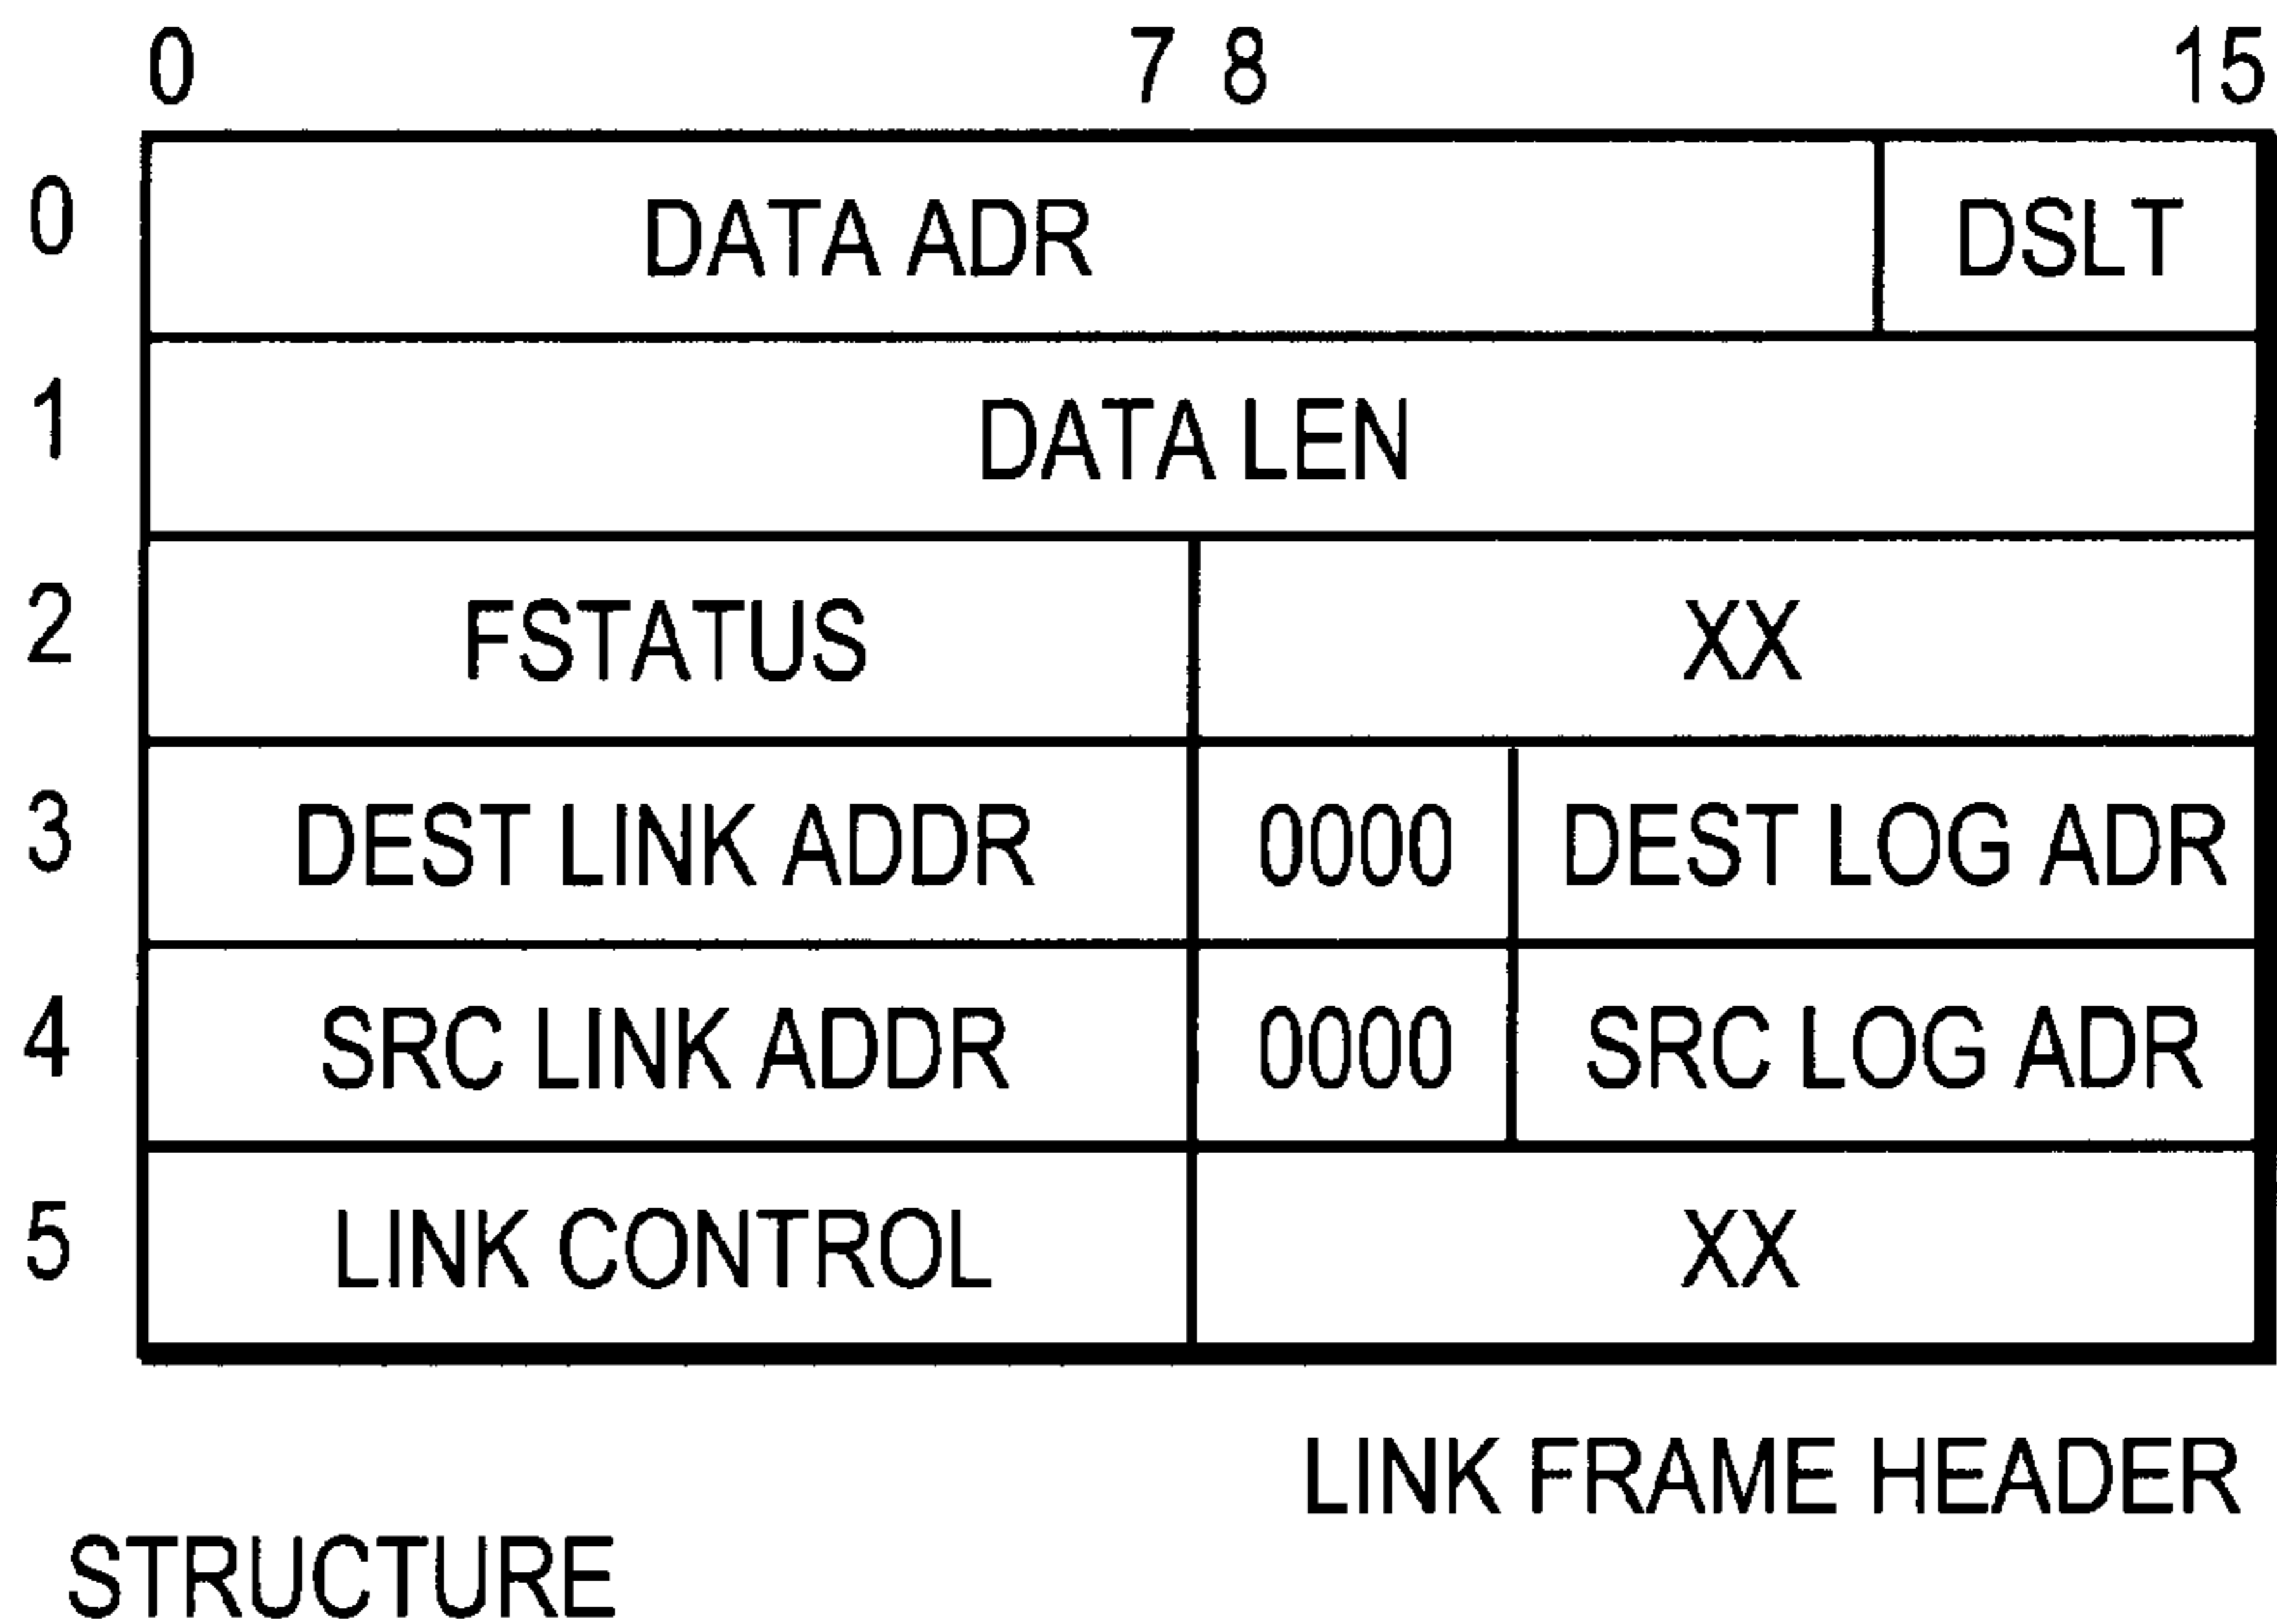 0 7 8 15
0 DATA ADR DSLT
1 DATA LEN
2 FSTATUS XX
3 DEST LINK ADDR 0000 DEST LOG ADR
4 SRC LINK ADDR 0000 SRC LOG ADR
5 LINK CONTROL XX
LINK FRAME HEADER
STRUCTURE